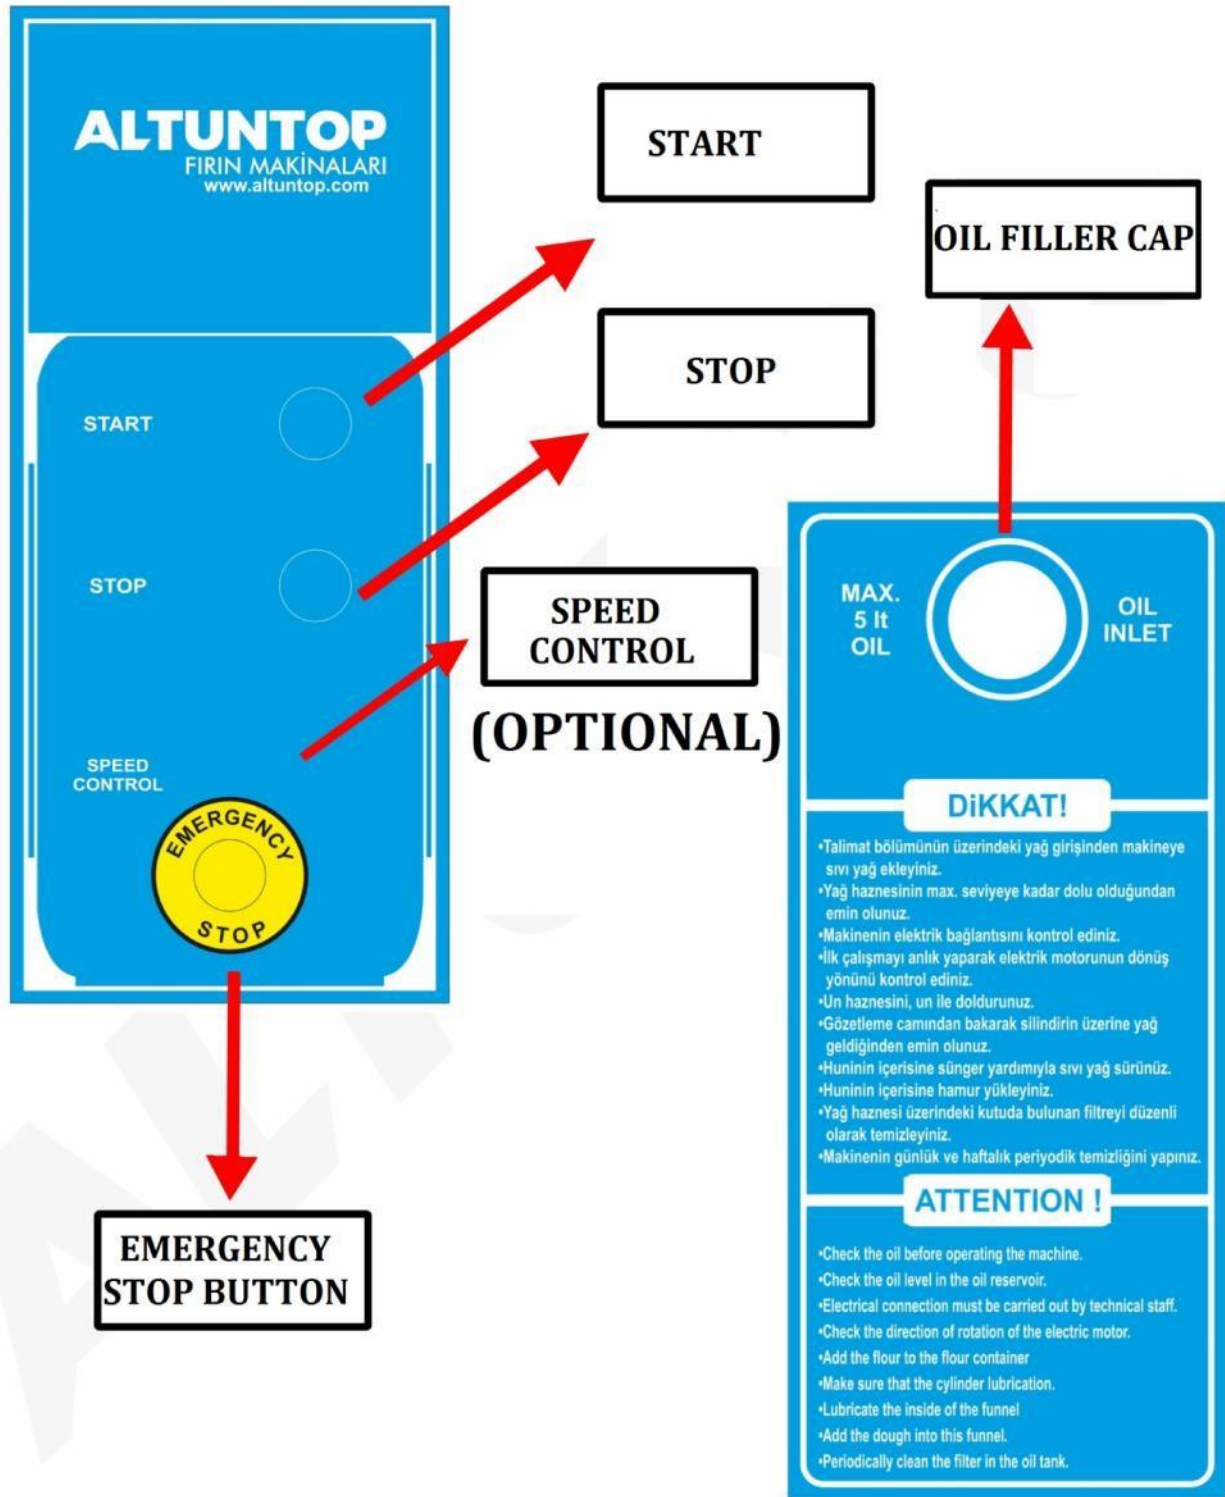 ALTUNTOP
FIRIN MAKİNALARI
www.altuntop.com
START
STOP
SPEED
CONTROL
EMERGENCY
STOP
START
STOP
SPEED
CONTROL
(OPTIONAL)
EMERGENCY
STOP BUTTON
OIL FILLER CAP
MAX.
5 lt
OIL
OIL
INLET
DiKKAT!
•Talimat bölümünün üzerindeki yağ girişinden makineye
sıvı yağ ekleyiniz.
•Yağ haznesinin max. seviyeye kadar dolu olduğundan
emin olunuz.
•Makinenin elektrik bağlantısını kontrol ediniz.
•İlk çalışmayı anlık yaparak elektrik motorunun dönüş
yönünü kontrol ediniz.
•Un haznesini, un ile doldurunuz.
•Gözetleme camından bakarak silindirin üzerine yağ
geldiğinden emin olunuz.
•Huninin içerisine sünger yardımıyla sıvı yağ sürünüz.
•Huninin içerisine hamur yükleyiniz.
•Yağ haznesi üzerindeki kutuda bulunan filtreyi düzenli
olarak temizleyiniz.
•Makinenin günlük ve haftalık periyodik temizliğini yapınız.
ATTENTION !
•Check the oil before operating the machine.
•Check the oil level in the oil reservoir.
•Electrical connection must be carried out by technical staff.
•Check the direction of rotation of the electric motor.
•Add the flour to the flour container
•Make sure that the cylinder lubrication.
•Lubricate the inside of the funnel
•Add the dough into this funnel.
•Periodically clean the filter in the oil tank.